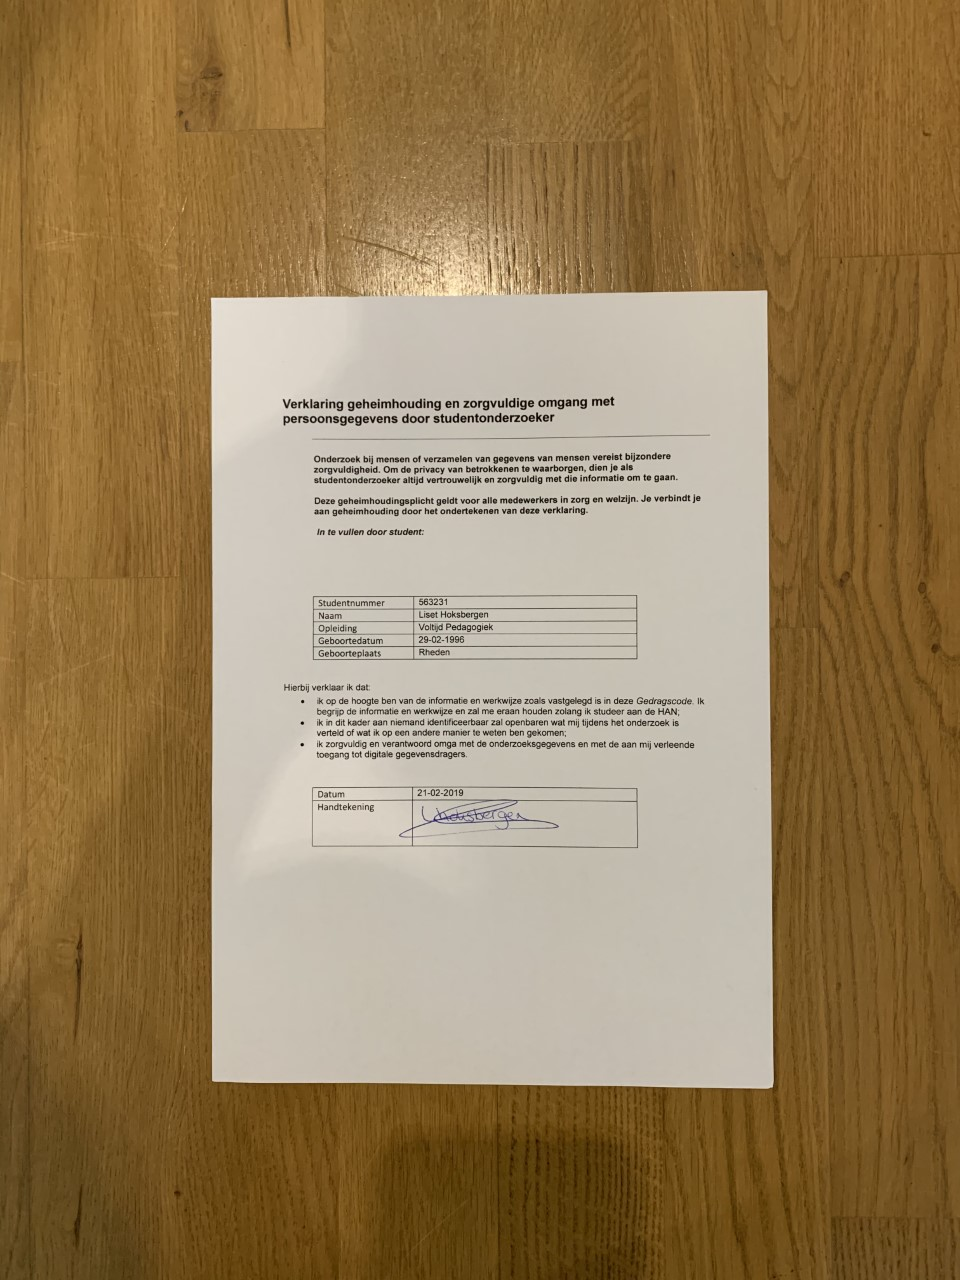 Verklaring geheimhouding en zorgvuldige omgang met
persoonsgegevens door studentonderzoeker
Onderzoek bij mensen of verzamelen van gegevens van mensen vereist bijzondere
zorgvuldigheid. Om de privacy van betrokkenen te waarborgen, dien je als
studentonderzoeker altijd vertrouwelijk en zorgvuldig met die informatie om te gaan.
Deze geheimhoudingsplicht geldt voor alle medewerkers in zorg en welzijn. Je verbindt je
aan geheimhouding door het ondertekenen van deze verklaring.
In te vullen door student:
Studentnummer 563231
Naam Liset Hoksbergen
Opleiding Voltijd Pedagogiek
Geboortedatum 29-02-1996
Geboorteplaats Rheden
Hierbij verklaar ik dat:
• ik op de hoogte ben van de informatie en werkwijze zoals vastgelegd is in deze Gedragscode. Ik
begrijp de informatie en werkwijze en zal me eraan houden zolang ik studeer aan de HAN;
• ik in dit kader aan niemand identificeerbaar zal openbaren wat mij tijdens het onderzoek is
verteld of wat ik op een andere manier te weten ben gekomen;
• ik zorgvuldig en verantwoord omga met de onderzoeksgegevens en met de aan mij verleende
toegang tot digitale gegevensdragers.
Datum 21-02-2019
Handtekening